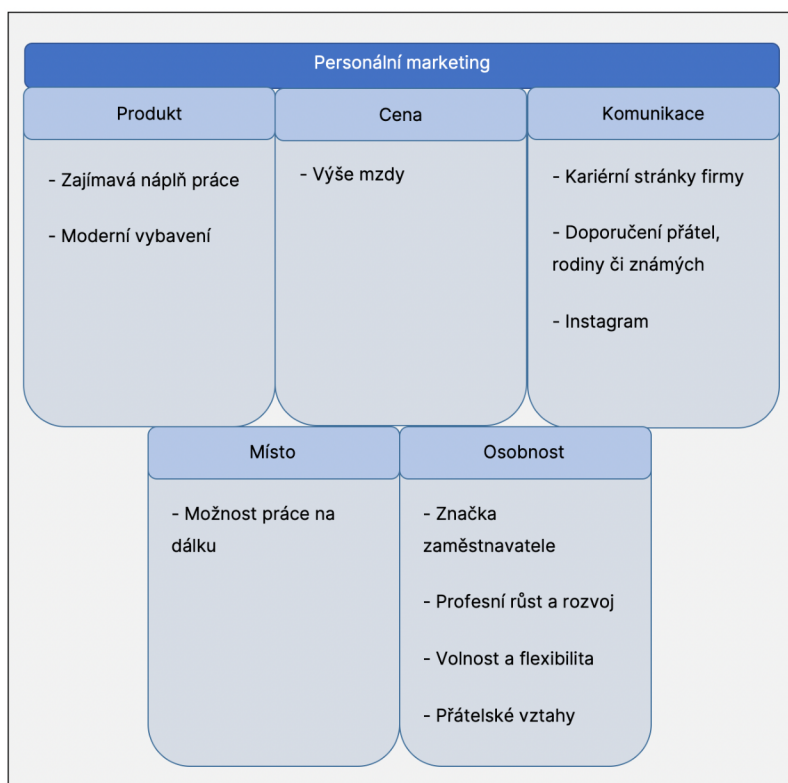 Personální marketing
Produkt
- Zajímavá náplň práce
- Moderní vybavení
Cena
- Výše mzdy
Komunikace
- Kariérní stránky firmy
- Doporučení přátel,
rodiny či známých
- Instagram
Místo
- Možnost práce na
dálku
Osobnost
- Značka
zaměstnavatele
- Profesní růst a rozvoj
- Volnost a flexibilita
- Přátelské vztahy